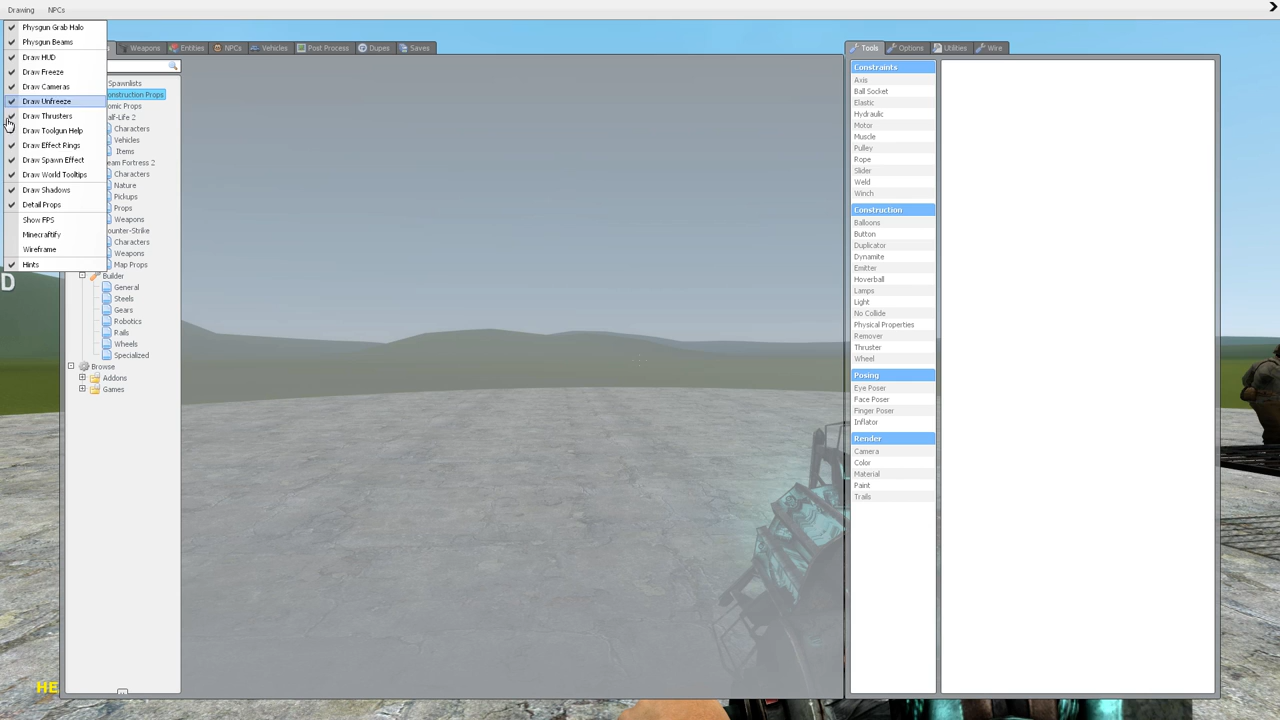 Drawing NPCs
Physgun Grab Halo
Physgun Beams
Draw HUD
Draw Freeze
Draw Cameras
Draw Unfreeze
Draw Thrusters
Draw Toolgun Help
Draw Effect Rings
Draw Spawn Effect
Draw World Tooltips
Draw Shadows
Detail Props
Show FPS
Minecraftify
Wireframe
Hints
Weapons Entities NPCs Vehicles Post Process Dupes Saves
Spawnlists
onstruction Props
omic Props
alf-Life 2
Characters
Vehicles
Items
eam Fortress 2
Characters
Nature
Pickups
Props
Weapons
ounter-Strike
Characters
Weapons
Map Props
Builder
General
Steels
Gears
Robotics
Rails
Wheels
Specialized
Browse
Addons
Games
Tools Options Utilities Wire
Constraints
Axis
Ball Socket
Elastic
Hydraulic
Motor
Muscle
Pulley
Rope
Slider
Weld
Winch
Construction
Balloons
Button
Duplicator
Dynamite
Emitter
Hoverball
Lamps
Light
No Collide
Physical Properties
Remover
Thruster
Wheel
Posing
Eye Poser
Face Poser
Finger Poser
Inflator
Render
Camera
Color
Material
Paint
Trails
D
HE